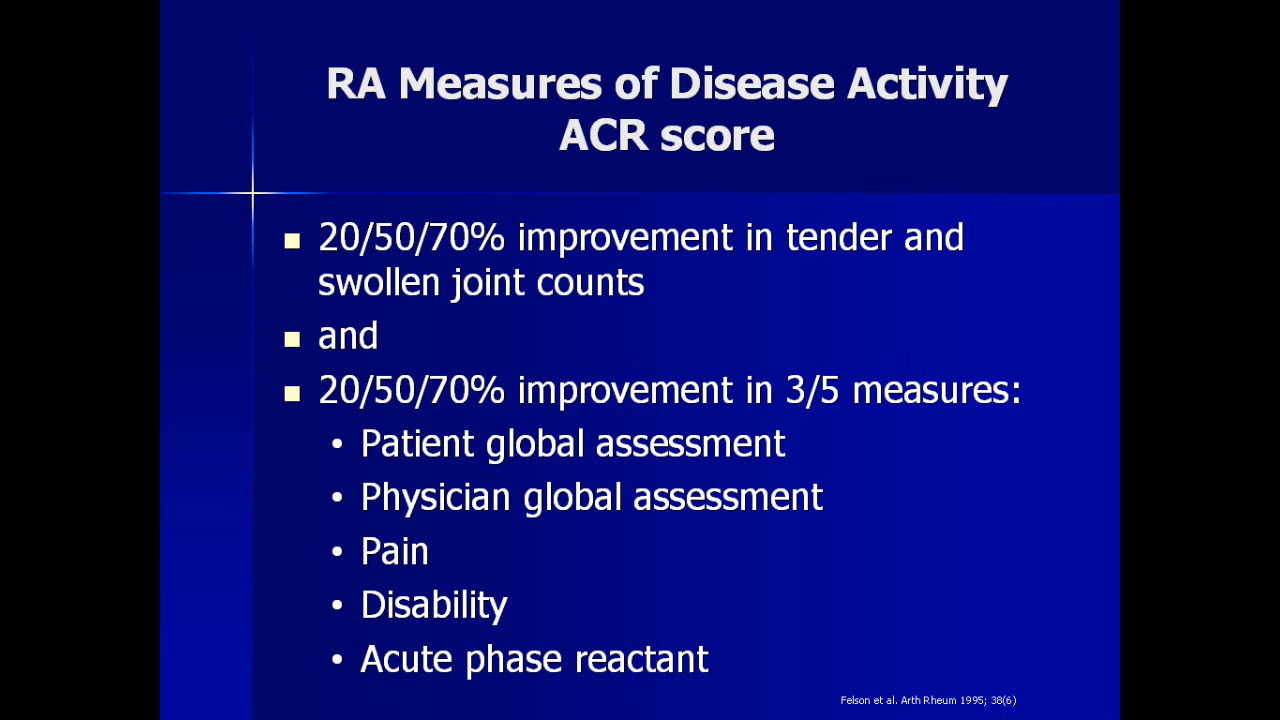 RA Measures of Disease Activity
ACR score
20/50/70% improvement in tender and
swollen joint counts
and
20/50/70% improvement in 3/5 measures:
• Patient global assessment
• Physician global assessment
• Pain
• Disability
• Acute phase reactant
Felson et al. Arth Rheum 1995; 38(6)